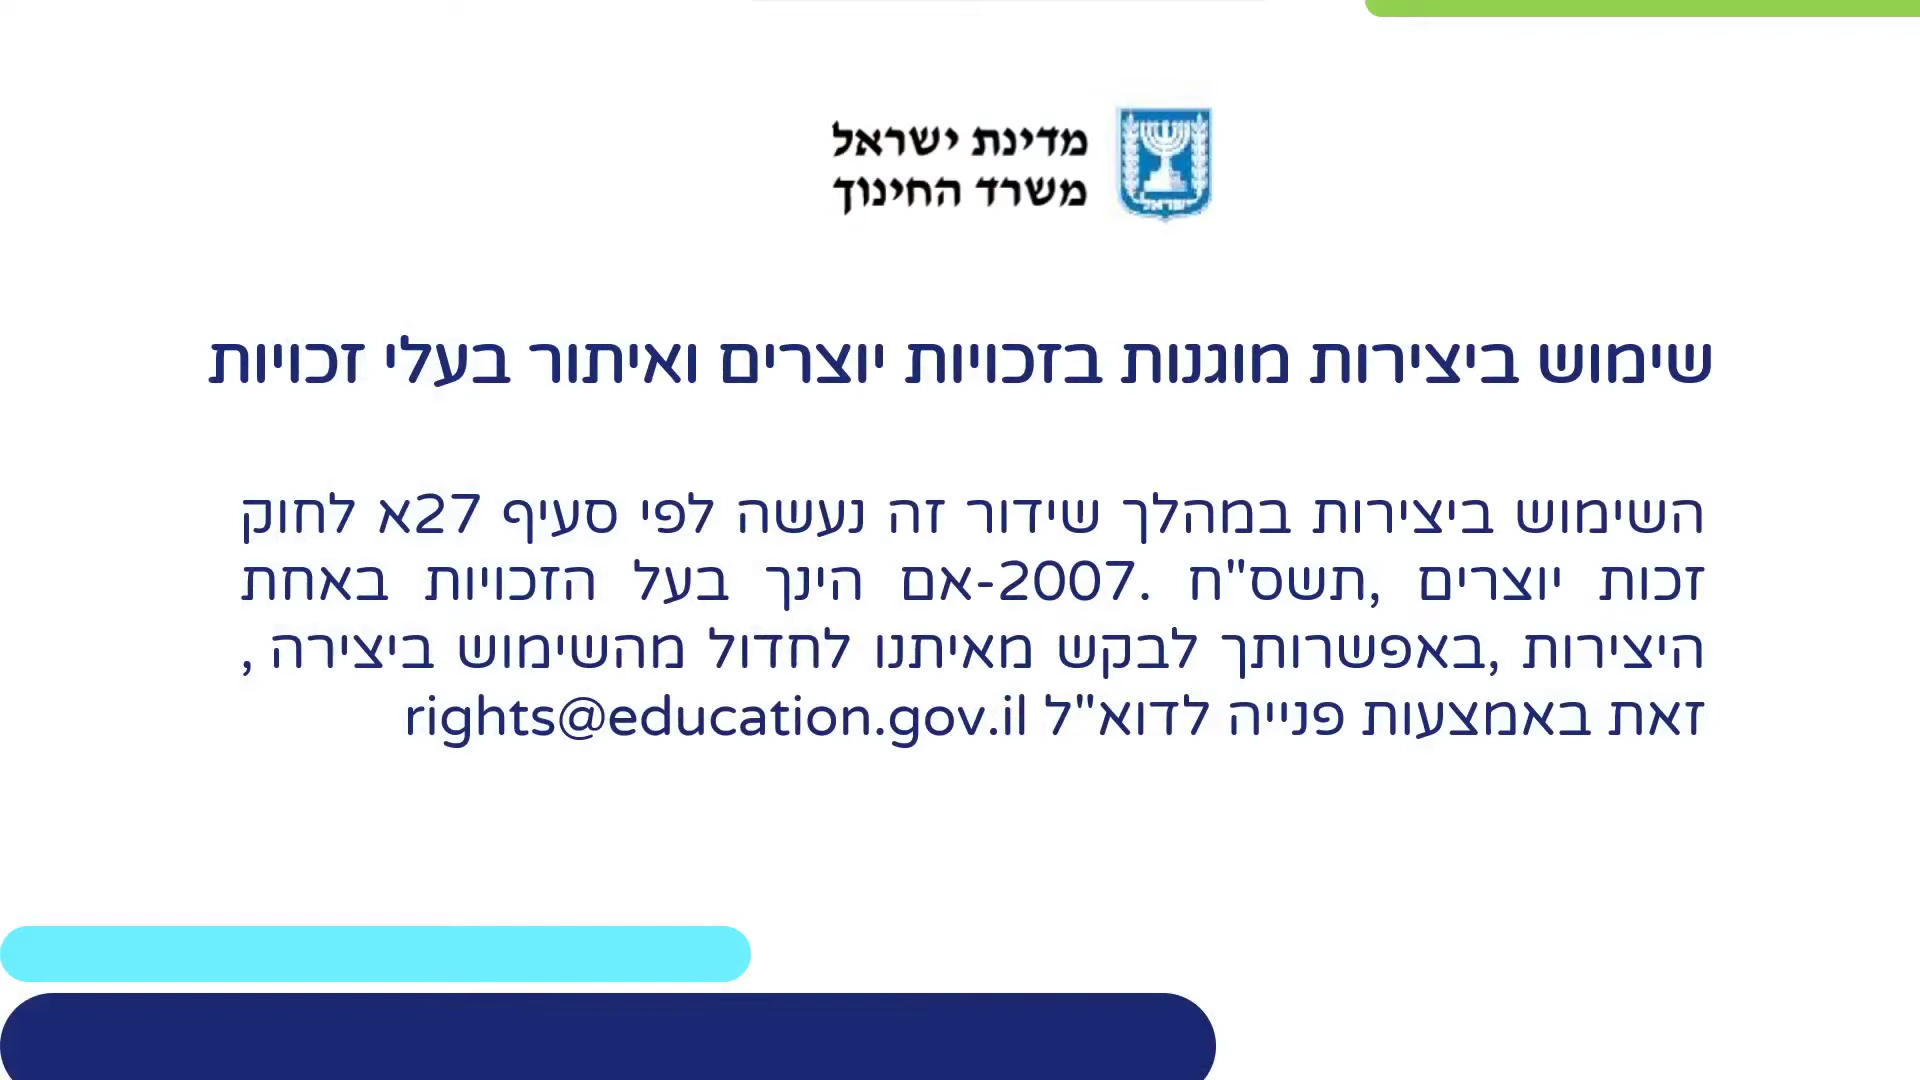 מדינת ישראל
משרד החינוך
שימוש ביצירות מוגנות בזכויות יוצרים ואיתור בעלי זכויות
השימוש ביצירות במהלך שידור זה נעשה לפי סעיף 27א לחוק
זכות יוצרים ,תשס"ח .2007-אם הינך בעל הזכויות באחת
היצירות ,באפשרותך לבקש מאיתנו לחדול מהשימוש ביצירה ,
זאת באמצעות פנייה לדוא"ל rights@education.gov.il
ישראל